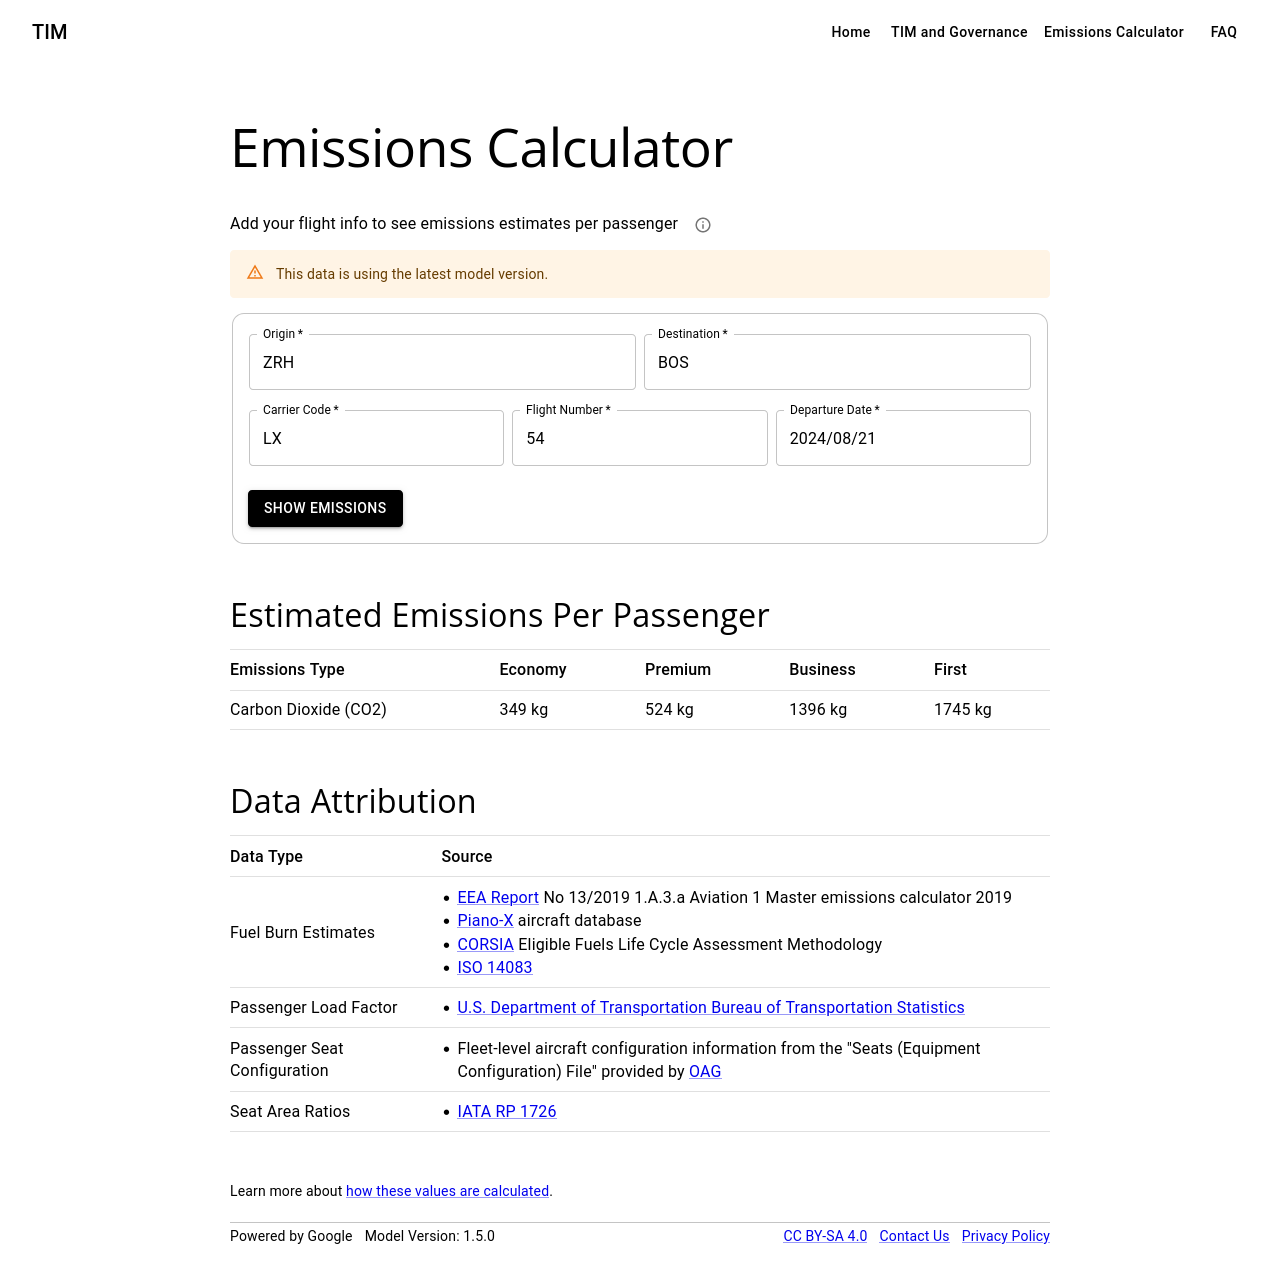 TIM
Home TIM and Governance Emissions Calculator FAQ
Emissions Calculator
Add your flight info to see emissions estimates per passenger
This data is using the latest model version.
Origin * Destination *
ZRH BOS
Carrier Code * Flight Number * Departure Date *
LX 54 2024/08/21
SHOW EMISSIONS
Estimated Emissions Per Passenger
Emissions Type Economy Premium Business First
Carbon Dioxide (CO2) 349 kg 524 kg 1396 kg 1745 kg
Data Attribution
Data Type Source
Fuel Burn Estimates
• EEA Report No 13/2019 1.A.3.a Aviation 1 Master emissions calculator 2019
• Piano-X aircraft database
• CORSIA Eligible Fuels Life Cycle Assessment Methodology
• ISO 14083
Passenger Load Factor • U.S. Department of Transportation Bureau of Transportation Statistics
Passenger Seat
Configuration
• Fleet-level aircraft configuration information from the "Seats (Equipment
Configuration) File" provided by OAG
Seat Area Ratios • IATA RP 1726
Learn more about how these values are calculated.
Powered by Google Model Version: 1.5.0 CC BY-SA 4.0 Contact Us Privacy Policy